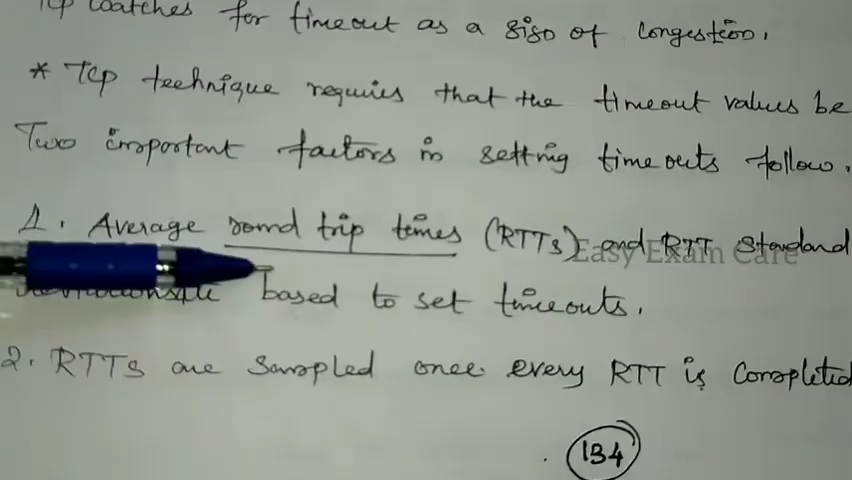 Tcp watches for timeout as a sign of congestion.
* Tcp technique requires that the timeout values be
Two important factors in setting timeouts follow.
1. Average round trip times (RTTs) and RTT standard
Easy Exam Care
based to set timeouts.
2. RTTs are Sampled once every RTT is Completed
134